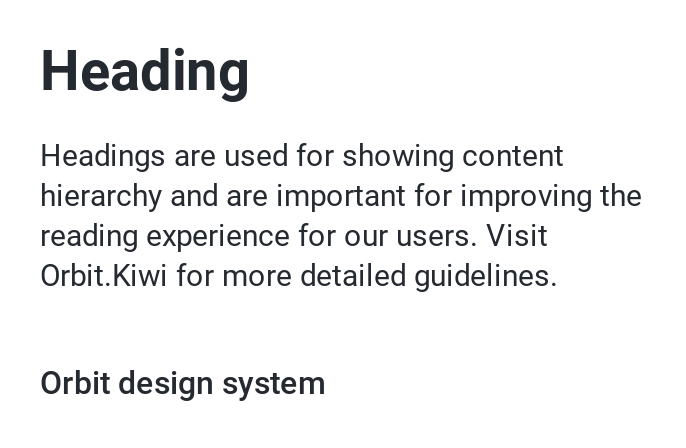 Heading
Headings are used for showing content
hierarchy and are important for improving the
reading experience for our users. Visit
Orbit.Kiwi for more detailed guidelines.
Orbit design system